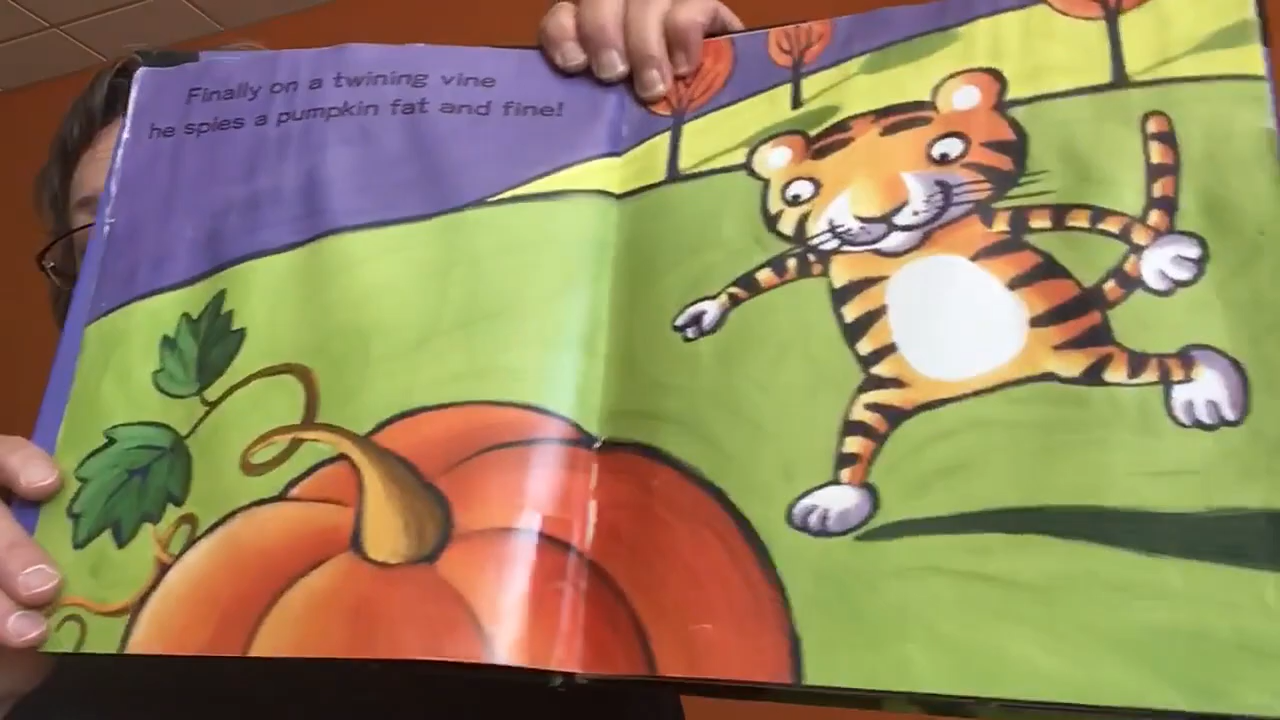 Finally on a twining vine
he spies a pumpkin fat and fine!